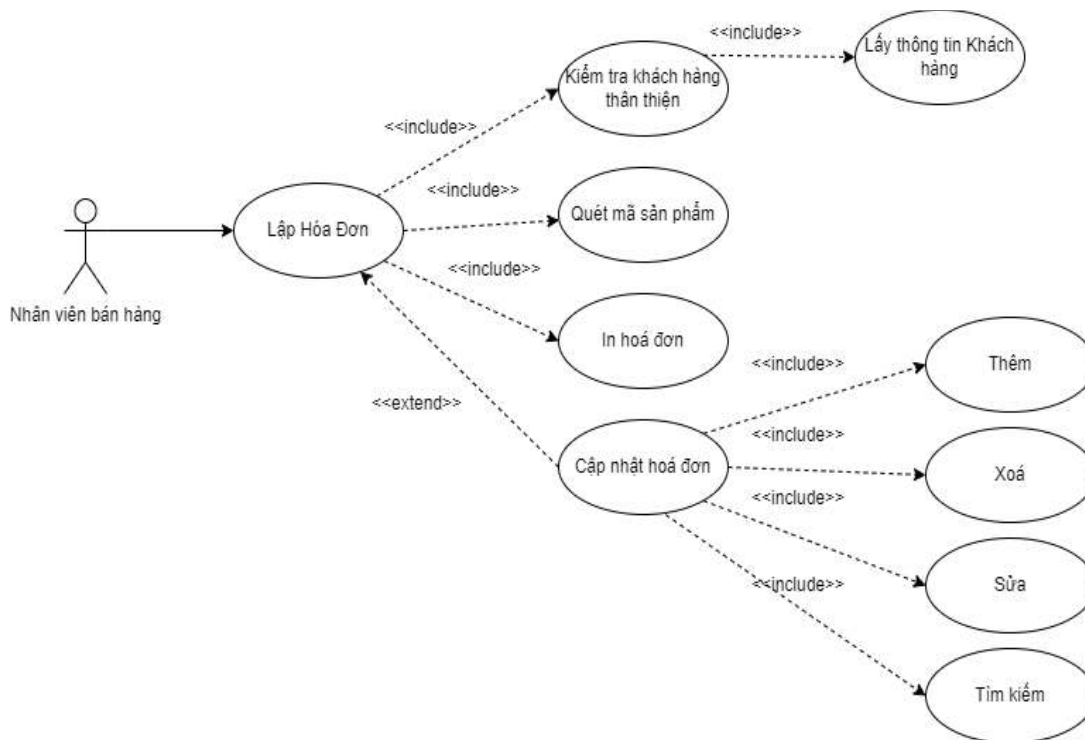 <<include>>
Lấy thông tin Khách
hàng
Kiểm tra khách hàng
thân thiện
<<include>>
<<include>>
Quét mã sản phẩm
Lập Hóa Đơn
<<include>>
Nhân viên bán hàng
In hoá đơn
<<include>>
Thêm
<<extend>>
<<include>>
Cập nhật hoá đơn
Xoá
<<include>>
Sửa
<<include>>
Tìm kiếm